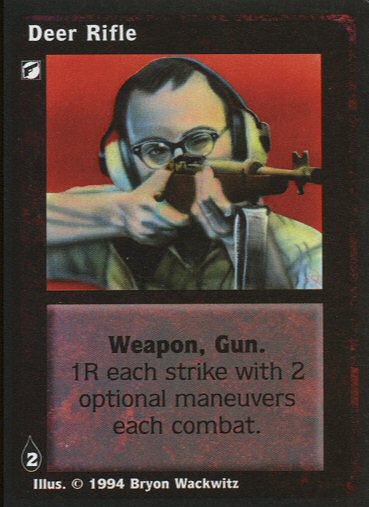 Deer Rifle
Weapon, Gun.
1R each strike with 2
optional maneuvers
each combat.
2
Illus. © 1994 Bryon Wackwitz